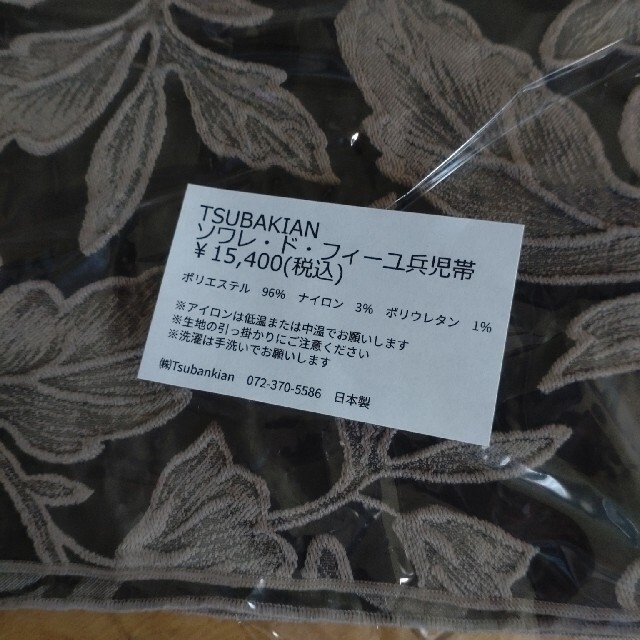 TSUBAKIAN
ソワレ・ド・フィーユ兵児帯
¥15,400(税込)
ポリエステル 96% ナイロン 3% ポリウレタン 1%
※アイロンは低温または中温でお願いします
※生地の引っ掛かりにご注意ください
※洗濯は手洗いでお願いします
㈱Tsubankian 072-370-5586 日本製